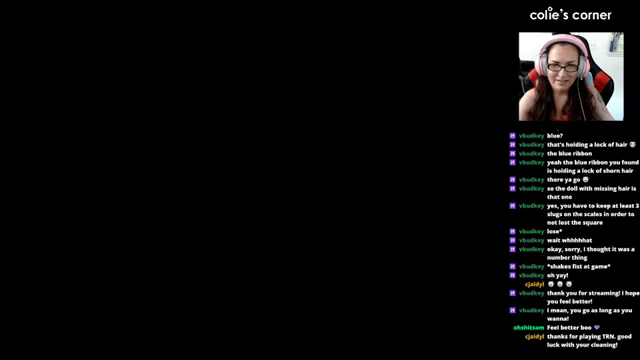 colie's corner
vbudkey blue?
vbudkey that's holding a lock of hair
vbudkey the blue ribbon
vbudkey yeah the blue ribbon you found
is holding a lock of shorn hair
vbudkey there ya go
vbudkey so the doll with missing hair is
that one
vbudkey yes, you have to keep at least 3
slugs on the scales in order to
not lost the square
vbudkey lose*
vbudkey wait whhhhhat
vbudkey okay, sorry, I thought it was a
number thing
vbudkey *shakes fist at game*
vbudkey oh yay!
cjaidyl
vbudkey thank you for streaming! I hope
you feel better!
vbudkey i mean, you go as long as you
wanna!
ohshitsam Feel better boo
cjaidyl thanks for playing TRN. good
luck with your cleaning!